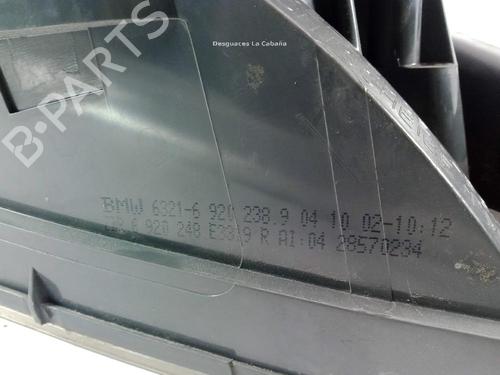 Desguaces La Cabaña
B-PARTS
BMW 6321-6 920 238.9 04 10 02-10:12
6 920 248 R AI:04 28570234